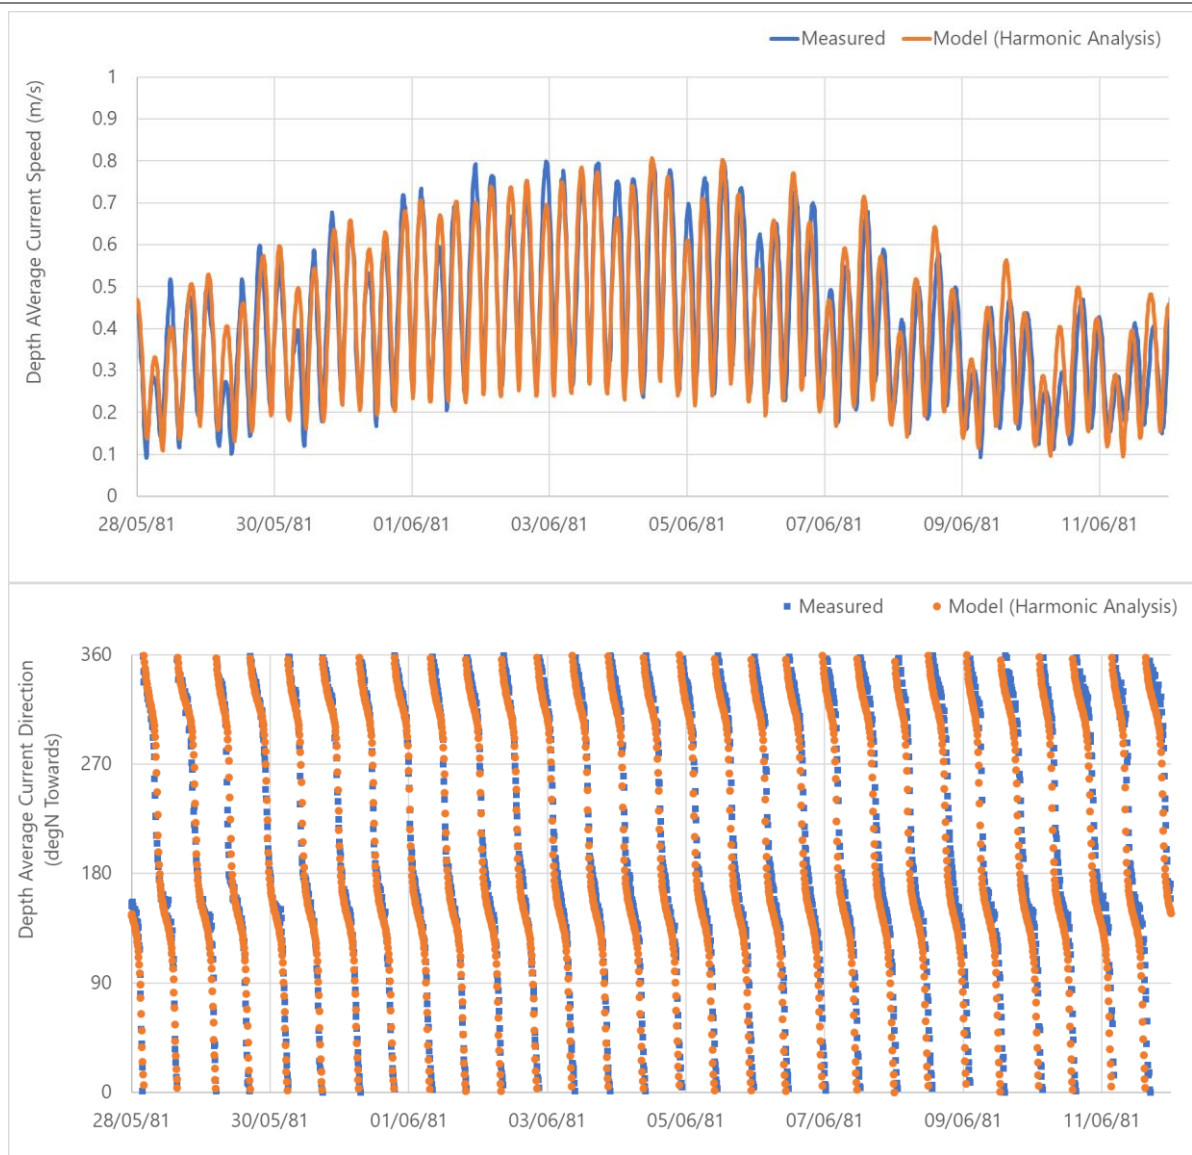 Measured Model (Harmonic Analysis)
Depth AVerage Current Speed (m/s)
1
0.9
0.8
0.7
0.6
0.5
0.4
0.3
0.2
0.1
0
28/05/81 30/05/81 01/06/81 03/06/81 05/06/81 07/06/81 09/06/81 11/06/81
Measured Model (Harmonic Analysis)
Depth Average Current Direction
(degN Towards)
360
270
180
90
0
28/05/81 30/05/81 01/06/81 03/06/81 05/06/81 07/06/81 09/06/81 11/06/81